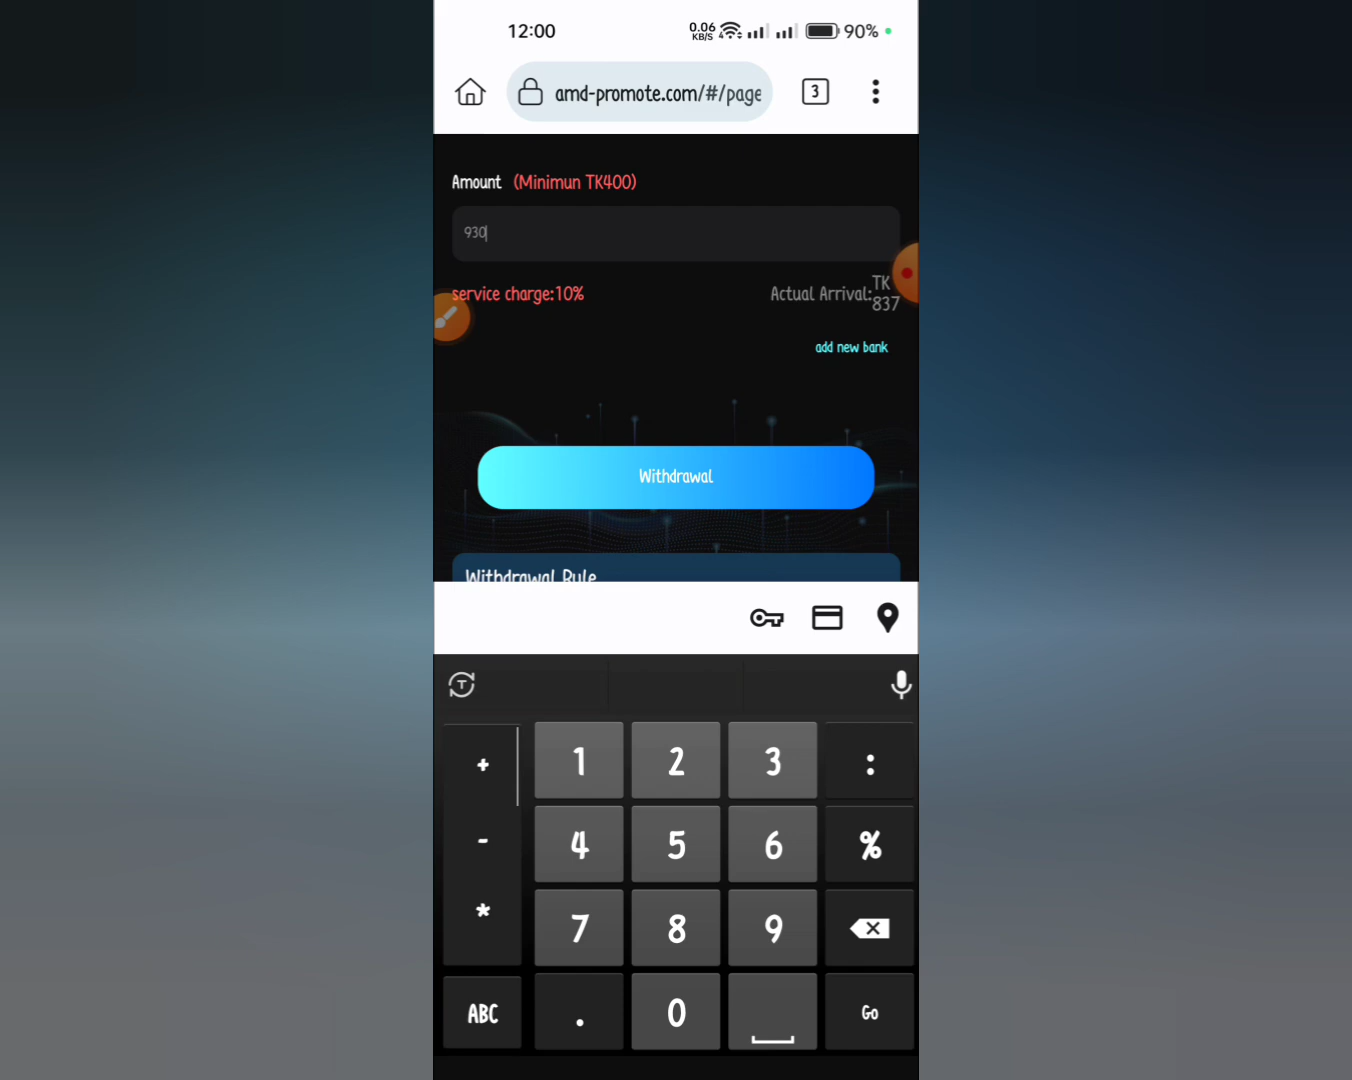 12:00
0.06
KB/S
90%
amd-promote.com/#/page
3
Amount (Minimun TK400)
930
service charge:10%
Actual Arrival:TK
837
add new bank
Withdrawal
Withdrawal Rule
T
+ 1 2 3 :
- 4 5 6 %
* 7 8 9
ABC . 0 Go